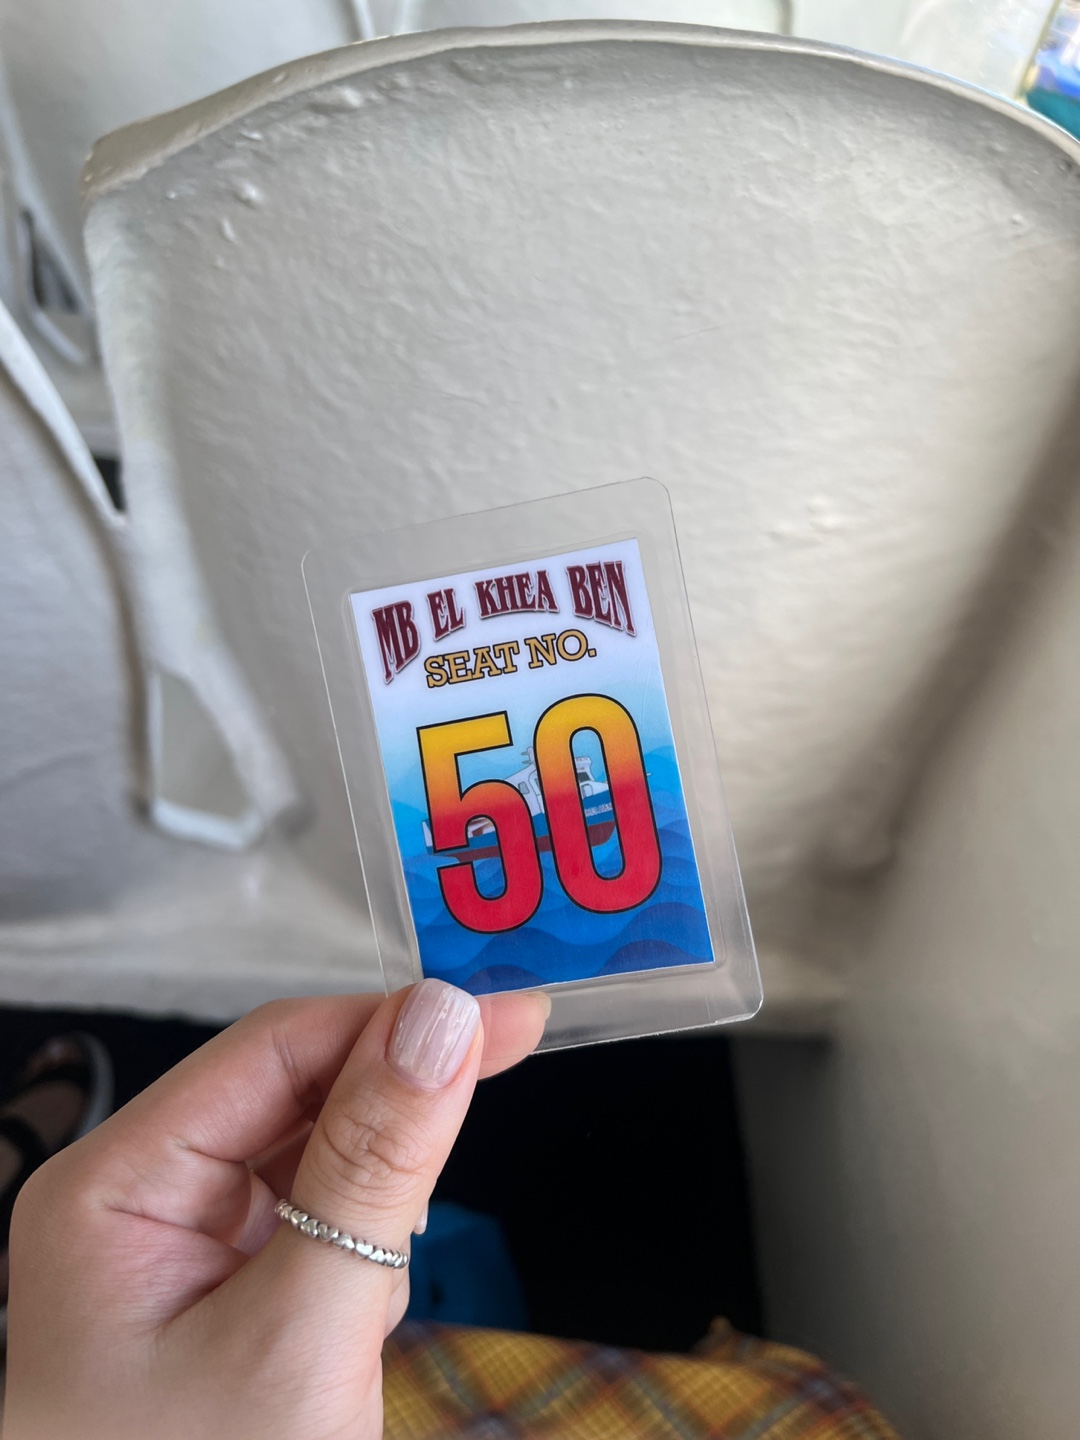 MB EL KHEA BEN
SEAT NO.
50